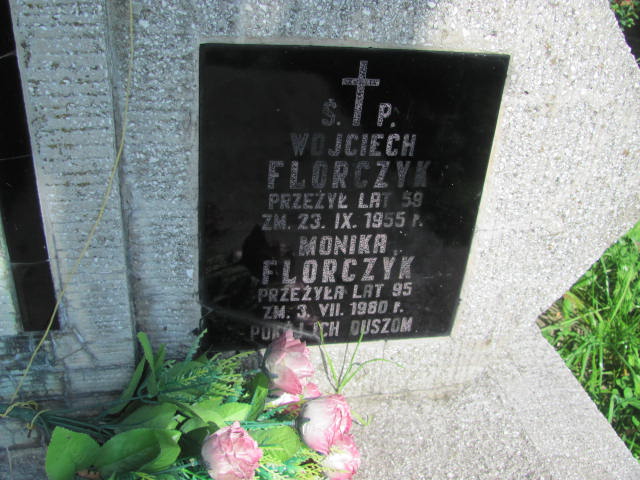 Ś. P.
WOJCIECH
FLORCZYK
PRZEŻYŁ LAT 59
ZM. 23. IX. 1955 r.
MONIKA
FLORCZYK
PRZEŻYŁA LAT 95
ZM. 3. VII. 1980 r.
POKÓJ ICH DUSZOM